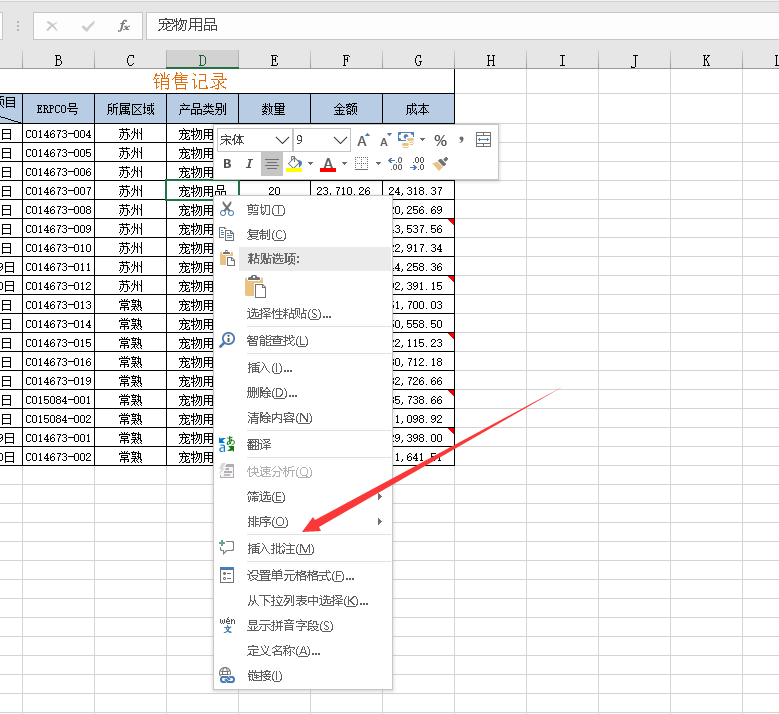 fx 宠物用品
B C D E F G H I J K
销售记录
项目 ERPCO号 所属区域 产品类别 数量 金额 成本
日 C014673-004 苏州 宠物用
宋体 9 %
日 C014673-005 苏州 宠物用
B I A
日 C014673-006 苏州 宠物用
日 C014673-007 苏州 宠物用品 20 23,710.26 24,318.37
日 C014673-008 苏州 宠物用 剪切(T) 20,256.69
日 C014673-009 苏州 宠物用 复制(C) 3,537.56
日 C014673-010 苏州 宠物用 粘贴选项: 2,917.34
9日 C014673-011 苏州 宠物用 4,258.36
0日 C014673-012 苏州 宠物用 92,391.15
日 C014673-013 常熟 宠物用 51,700.03
选择性粘贴(S)...
日 C014673-014 常熟 宠物用 50,558.50
日 C014673-015 常熟 宠物用 智能查找(L) 22,115.23
日 C014673-016 常熟 宠物用 插入(I)... 30,712.18
日 C014673-019 常熟 宠物用 删除(D)... 32,726.66
日 C015084-001 常熟 宠物用 35,738.66
日 C015084-002 常熟 宠物用 清除内容(N) 1,098.92
9日 C014673-001 常熟 宠物用 翻译 29,398.00
0日 C014673-002 常熟 宠物用 1,641.51
快速分析(Q)
筛选(E)
排序(O)
插入批注(M)
设置单元格格式(F)...
从下拉列表中选择(K)...
wén 文 显示拼音字段(S)
定义名称(A)...
链接(I)